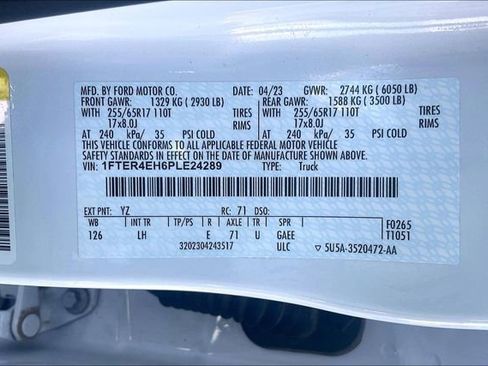 MFD. BY FORD MOTOR CO. 04/23 GVWR: 2744 KG (6050 LB)
FRONT GAWR: 1329 KG (2930 LB) REAR GAWR: 1588 KG (3500 LB)
WITH 255/65R17 110T WITH 255/65R17 110T
17x8.0J 17x8.0J
AT 240 kPa/ 35 PSI COLD AT 240 kPa/ 35 PSI COLD
THIS VEHICLE CONFORMS TO ALL APPLICABLE FEDERAL MOTOR VEHICLE
SAFETY AND THEFT PREVENTION STANDARDS IN EFFECT ON THE DATE OF MANUFACTURE SHOWN ABOVE.
VIN: 1FTER4EH6PLE24289 TYPE: Truck
EXT PNT: YZ RC: 71 DSO:
WB INT TR TP/PS R AXLE TR SPR F0265
126 LH E 71 U GAEE T1051
3202304243517 ULC 5U5A-3520472-AA